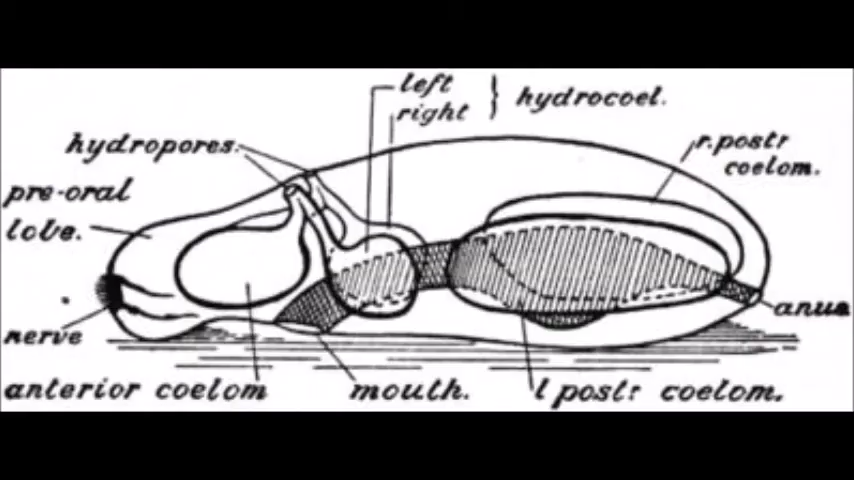 left
right
hydrocoel.
hydropores.
r. postr
coelom.
pre-oral
lobe.
nerve
anus
anterior coelom
mouth.
l postr coelom.